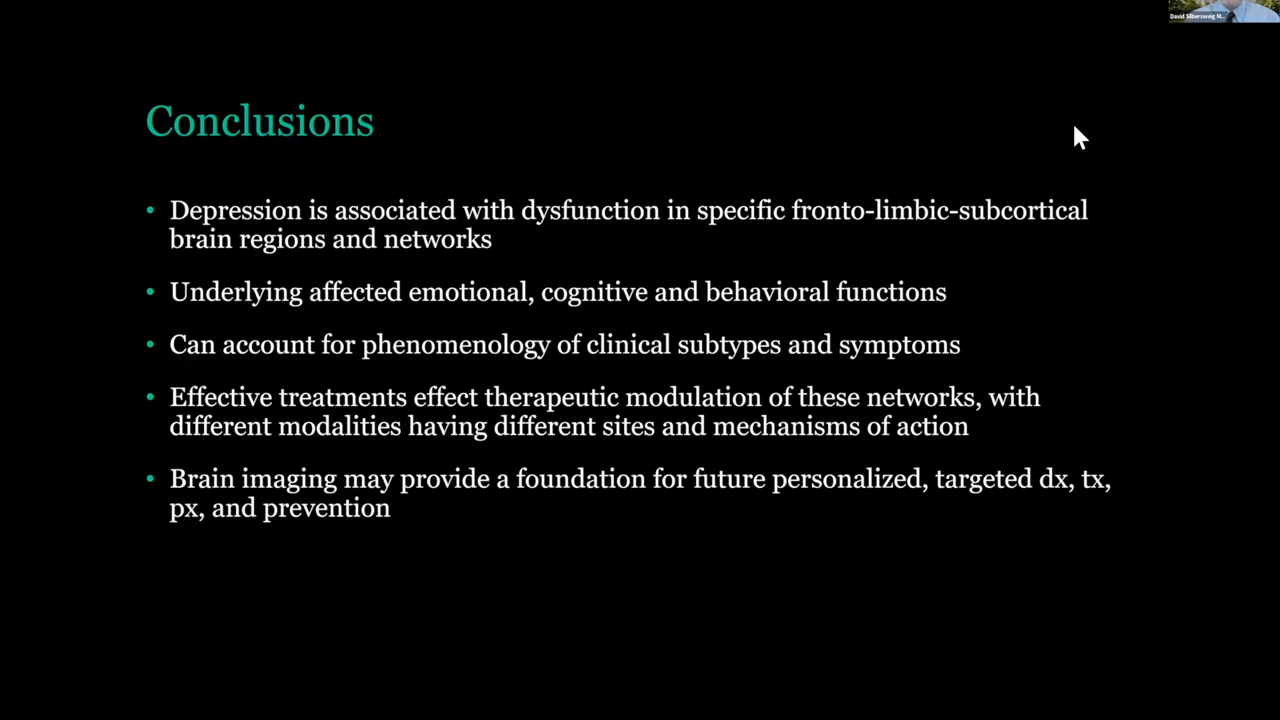 David Silbersweig M...
Conclusions
• Depression is associated with dysfunction in specific fronto-limbic-subcortical
brain regions and networks
• Underlying affected emotional, cognitive and behavioral functions
• Can account for phenomenology of clinical subtypes and symptoms
• Effective treatments effect therapeutic modulation of these networks, with
different modalities having different sites and mechanisms of action
• Brain imaging may provide a foundation for future personalized, targeted dx, tx,
px, and prevention